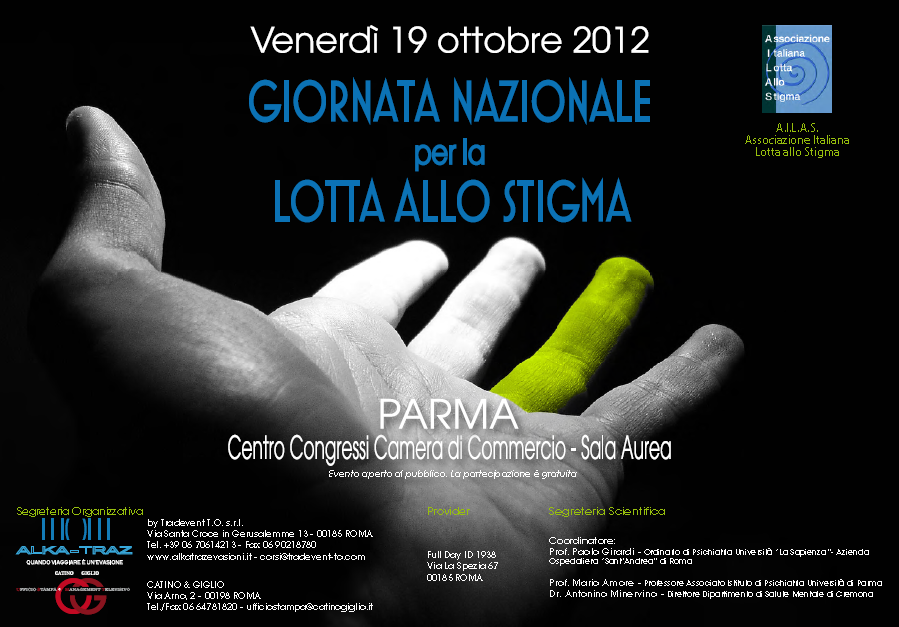 Venerdì 19 ottobre 2012
GIORNATA NAZIONALE
per la
LOTTA ALLO STIGMA
Associazione
Italiana
Lotta
Allo
Stigma
A.I.L.A.S.
Associazione Italiana
Lotta allo Stigma
PARMA
Centro Congressi Camera di Commercio - Sala Aurea
Evento aperto al pubblico. La partecipazione è gratuita
Segreteria Organizzativa
ALKA-TRAZ
QUANDO VIAGGIARE È UN'EVASIONE
CATINO GIGLIO
UFFICIO STAMPA MANAGEMENT
CG
by Tradevent T.O. s.r.l.
Via Santa Croce in Gerusalemme 13 - 00185 ROMA
Tel. +39 06 70614213 - Fax 06 90218780
www.alkatrazevasioni.it - corsi@tradevent-to.com
CATINO & GIGLIO
Via Arno, 2 - 00198 ROMA
Tel./Fax: 06 64781820 - ufficiostampa@catinogiglio.it
Provider
Full Day ID 1938
Via La Spezia 67
00185 ROMA
Segreteria Scientifica
Coordinatore:
Prof. Paolo Girardi - Ordinario di Psichiatria Università "La Sapienza"- Azienda
Ospedaliera "Sant'Andrea" di Roma
Prof. Mario Amore - Professore Associato Istituto di Psichiatria Università di Parma
Dr. Antonino Minervino - Direttore Dipartimento di Salute Mentale di Cremona